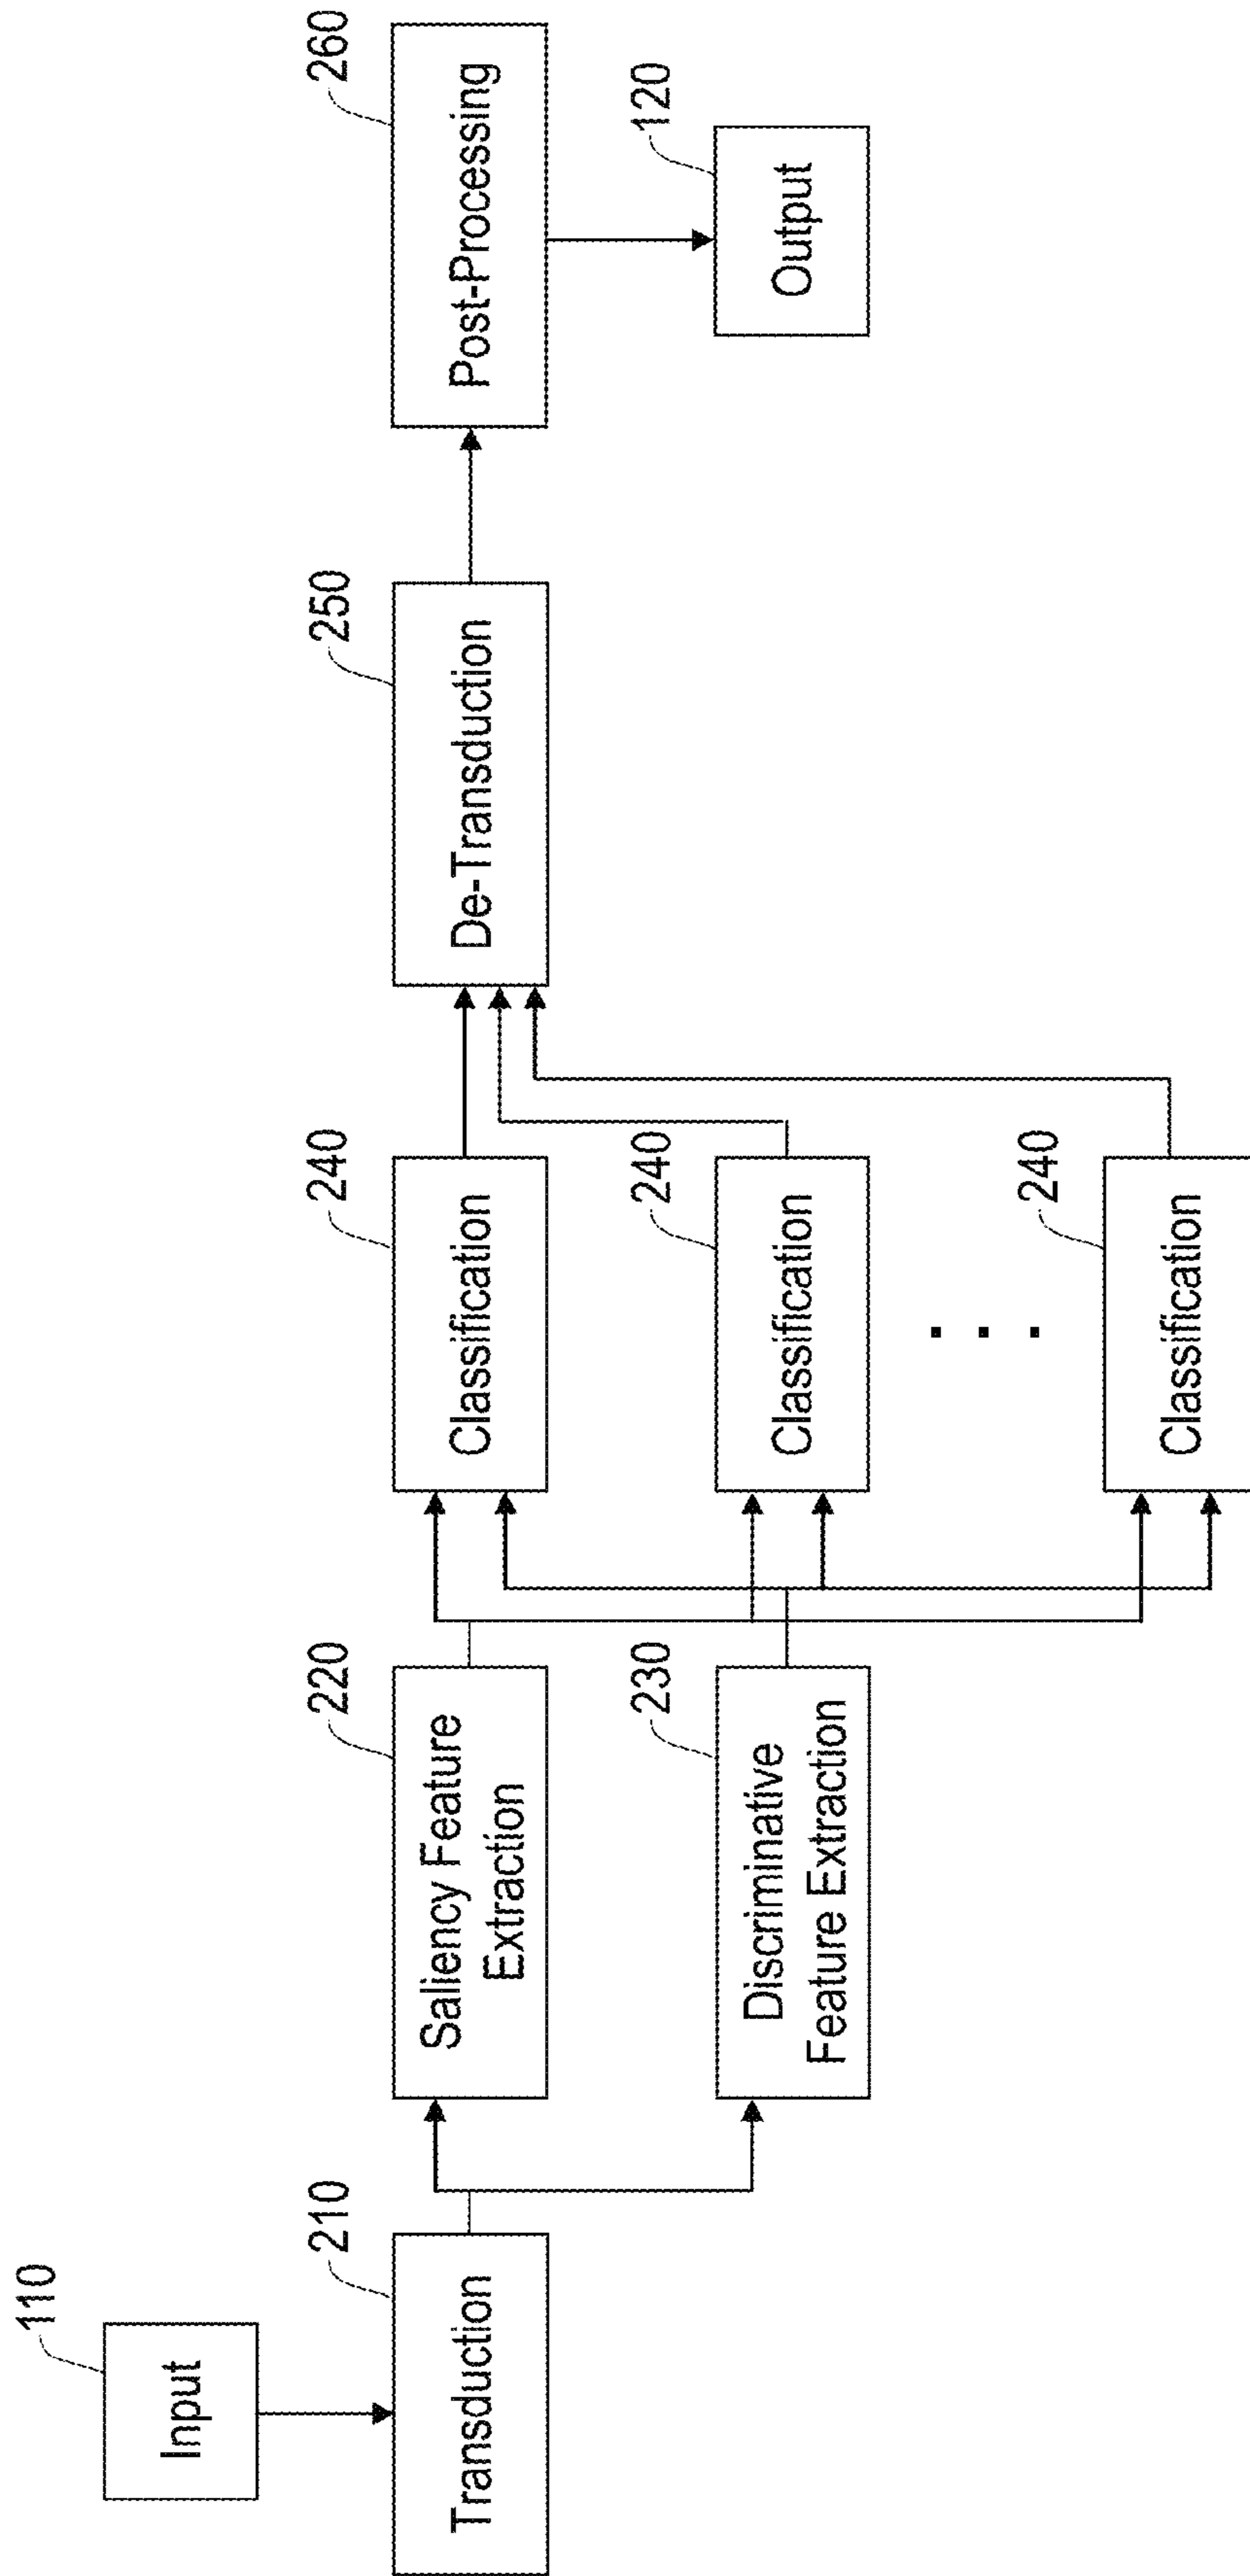 110
Input
210
Transduction
220
Saliency Feature
Extraction
230
Discriminative
Feature Extraction
240
Classification
240
Classification
240
Classification
250
De-Transduction
260
Post-Processing
120
Output